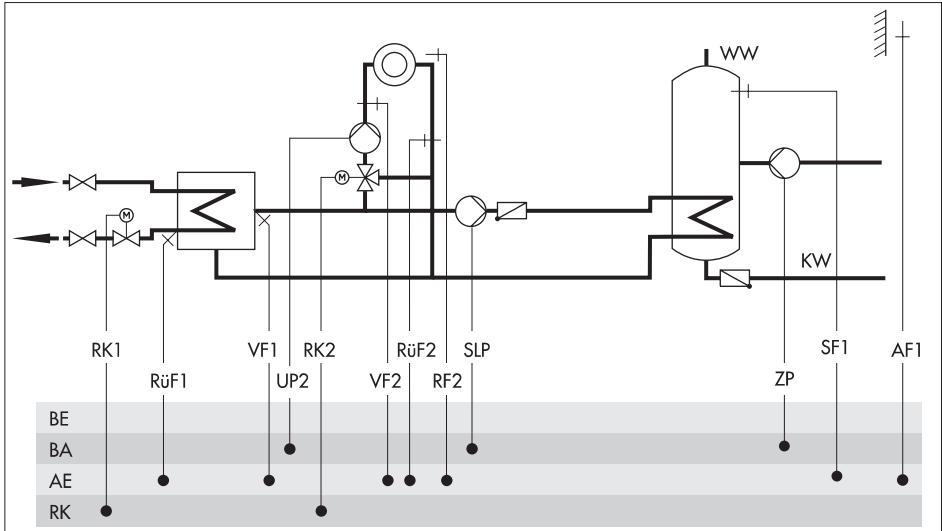 WW
M
M
KW
RK1 VF1 RK2 RüF2 SLP SF1 AF1
RüF1 UP2 VF2 RF2 ZP
BE
BA
AE
RK